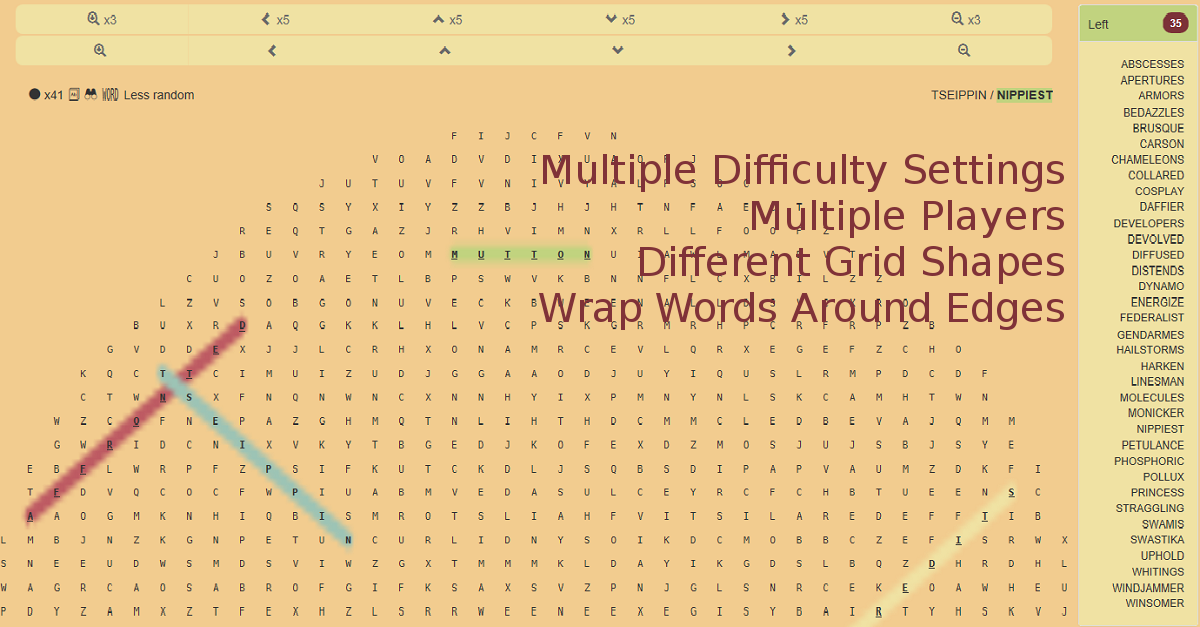 x3 x5 x5 x5 x5 x3
Left 35
x41 WORD Less random
TSEIPPIN / NIPPIEST
F I J C F V N
V O A D V D I
J U T U V F V N I V
S Q S Y X I Y Z Z B J H J H T N F A E
R E Q T G A Z J R H V I M N X R L L F
J B U V R Y E O M M U T T O N U
C U O Z O A E T L B P S W V K B N N
L Z V S O B G O N U V E C K B
B U X R D A Q G K K L H L V C P S K G R M R H P C R F R P Z B
G V D D E X J J L C R H X O N A M R C E V L Q R X E G E F Z C H O
K Q C T I C I M U I Z U D J G G A A O D J U Y I Q U S L R M P D C D F
C T W N S X F N Q N W N C X N N H Y I X P M N Y N L S K C A M H T W N
W Z C O F N E P A Z G H M Q T N L I H T H D C M M C L E D B E V A J Q M M
G W R I D C N I X V K Y T B G E D J K O F E X D Z M O S J U J S B J S Y E
E B F L W R P F Z P S I F K U T C K D L J S Q B S D I P A P V A U M Z D K F I
T E D V Q C O C F W P I U A B M V E D A S U L C E Y R C F C H B T U E E N S C
A A O G M K N H I Q B I S M R O T S L I A H F V I T S I L A R E D E F F T I B
L M B J N Z K G N P E T U N C U R L I D N Y S O I K D C M O B B C Z E F I S R W X
S N E E U D W S M D S V I W Z G X T M M M K L D A Y I K G D S L B Q Z D H R D H L
W A G R C A O S A B R O F G I F K S A X S V Z P N J G L S N R C E K E O A W H E U
P D Y Z A M X Z T F E X H Z L S R R W E E N E E X E G I S Y B A I R T Y H S K V J
Multiple Difficulty Settings
Multiple Players
Different Grid Shapes
Wrap Words Around Edges
ABSCESSES
APERTURES
ARMORS
BEDAZZLES
BRUSQUE
CARSON
CHAMELEONS
COLLARED
COSPLAY
DAFFIER
DEVELOPERS
DEVOLVED
DIFFUSED
DISTENDS
DYNAMO
ENERGIZE
FEDERALIST
GENDARMES
HAILSTORMS
HARKEN
LINESMAN
MOLECULES
MONICKER
NIPPIEST
PETULANCE
PHOSPHORIC
POLLUX
PRINCESS
STRAGGLING
SWAMIS
SWASTIKA
UPHOLD
WHITINGS
WINDJAMMER
WINSOMER